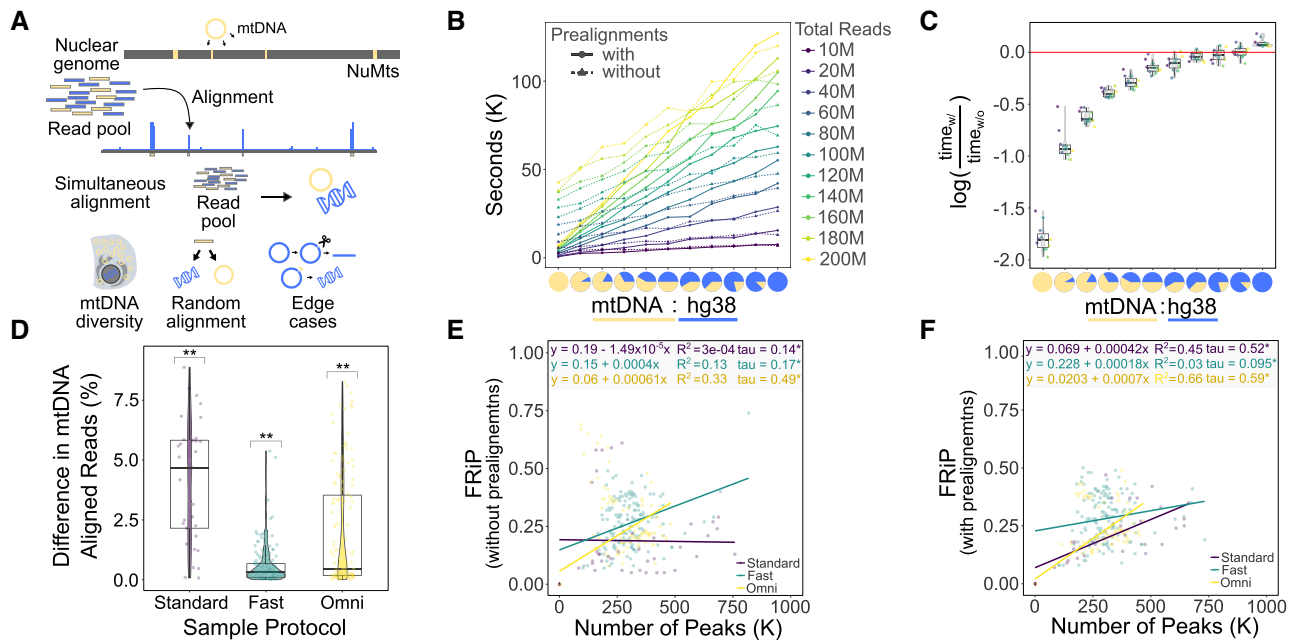 A
mtDNA
Nuclear
genome
NuMts
Alignment
Read pool
Simultaneous
alignment
Read
pool
mtDNA
diversity
Random
alignment
Edge
cases
B
Prealignments
with
without
Seconds (K)
100
50
0
mtDNA : hg38
Total Reads
10M
20M
40M
60M
80M
100M
120M
140M
160M
180M
200M
C
log(time w/ / time w/o)
0.0
-0.5
-1.0
-1.5
-2.0
mtDNA : hg38
D
Difference in mtDNA
Aligned Reads (%)
7.5
5.0
2.5
0.0
**
**
**
Standard
Fast
Omni
Sample Protocol
E
y = 0.19 - 1.49x10⁻⁵x R²=3e-04 tau = 0.14*
y = 0.15 + 0.0004x R²= 0.13 tau = 0.17*
y = 0.06 + 0.00061x R²= 0.33 tau = 0.49*
FRiP
(without prealignemtns)
1.00
0.75
0.50
0.25
0.00
Standard
Fast
Omni
0 250 500 750 1000
Number of Peaks (K)
F
y = 0.069 + 0.00042x R²= 0.45 tau = 0.52*
y = 0.228 + 0.00018x R²= 0.03 tau = 0.095*
y = 0.0203 + 0.0007x R²= 0.66 tau = 0.59*
FRiP
(with prealignemtns)
1.00
0.75
0.50
0.25
0.00
Standard
Fast
Omni
0 250 500 750 1000
Number of Peaks (K)